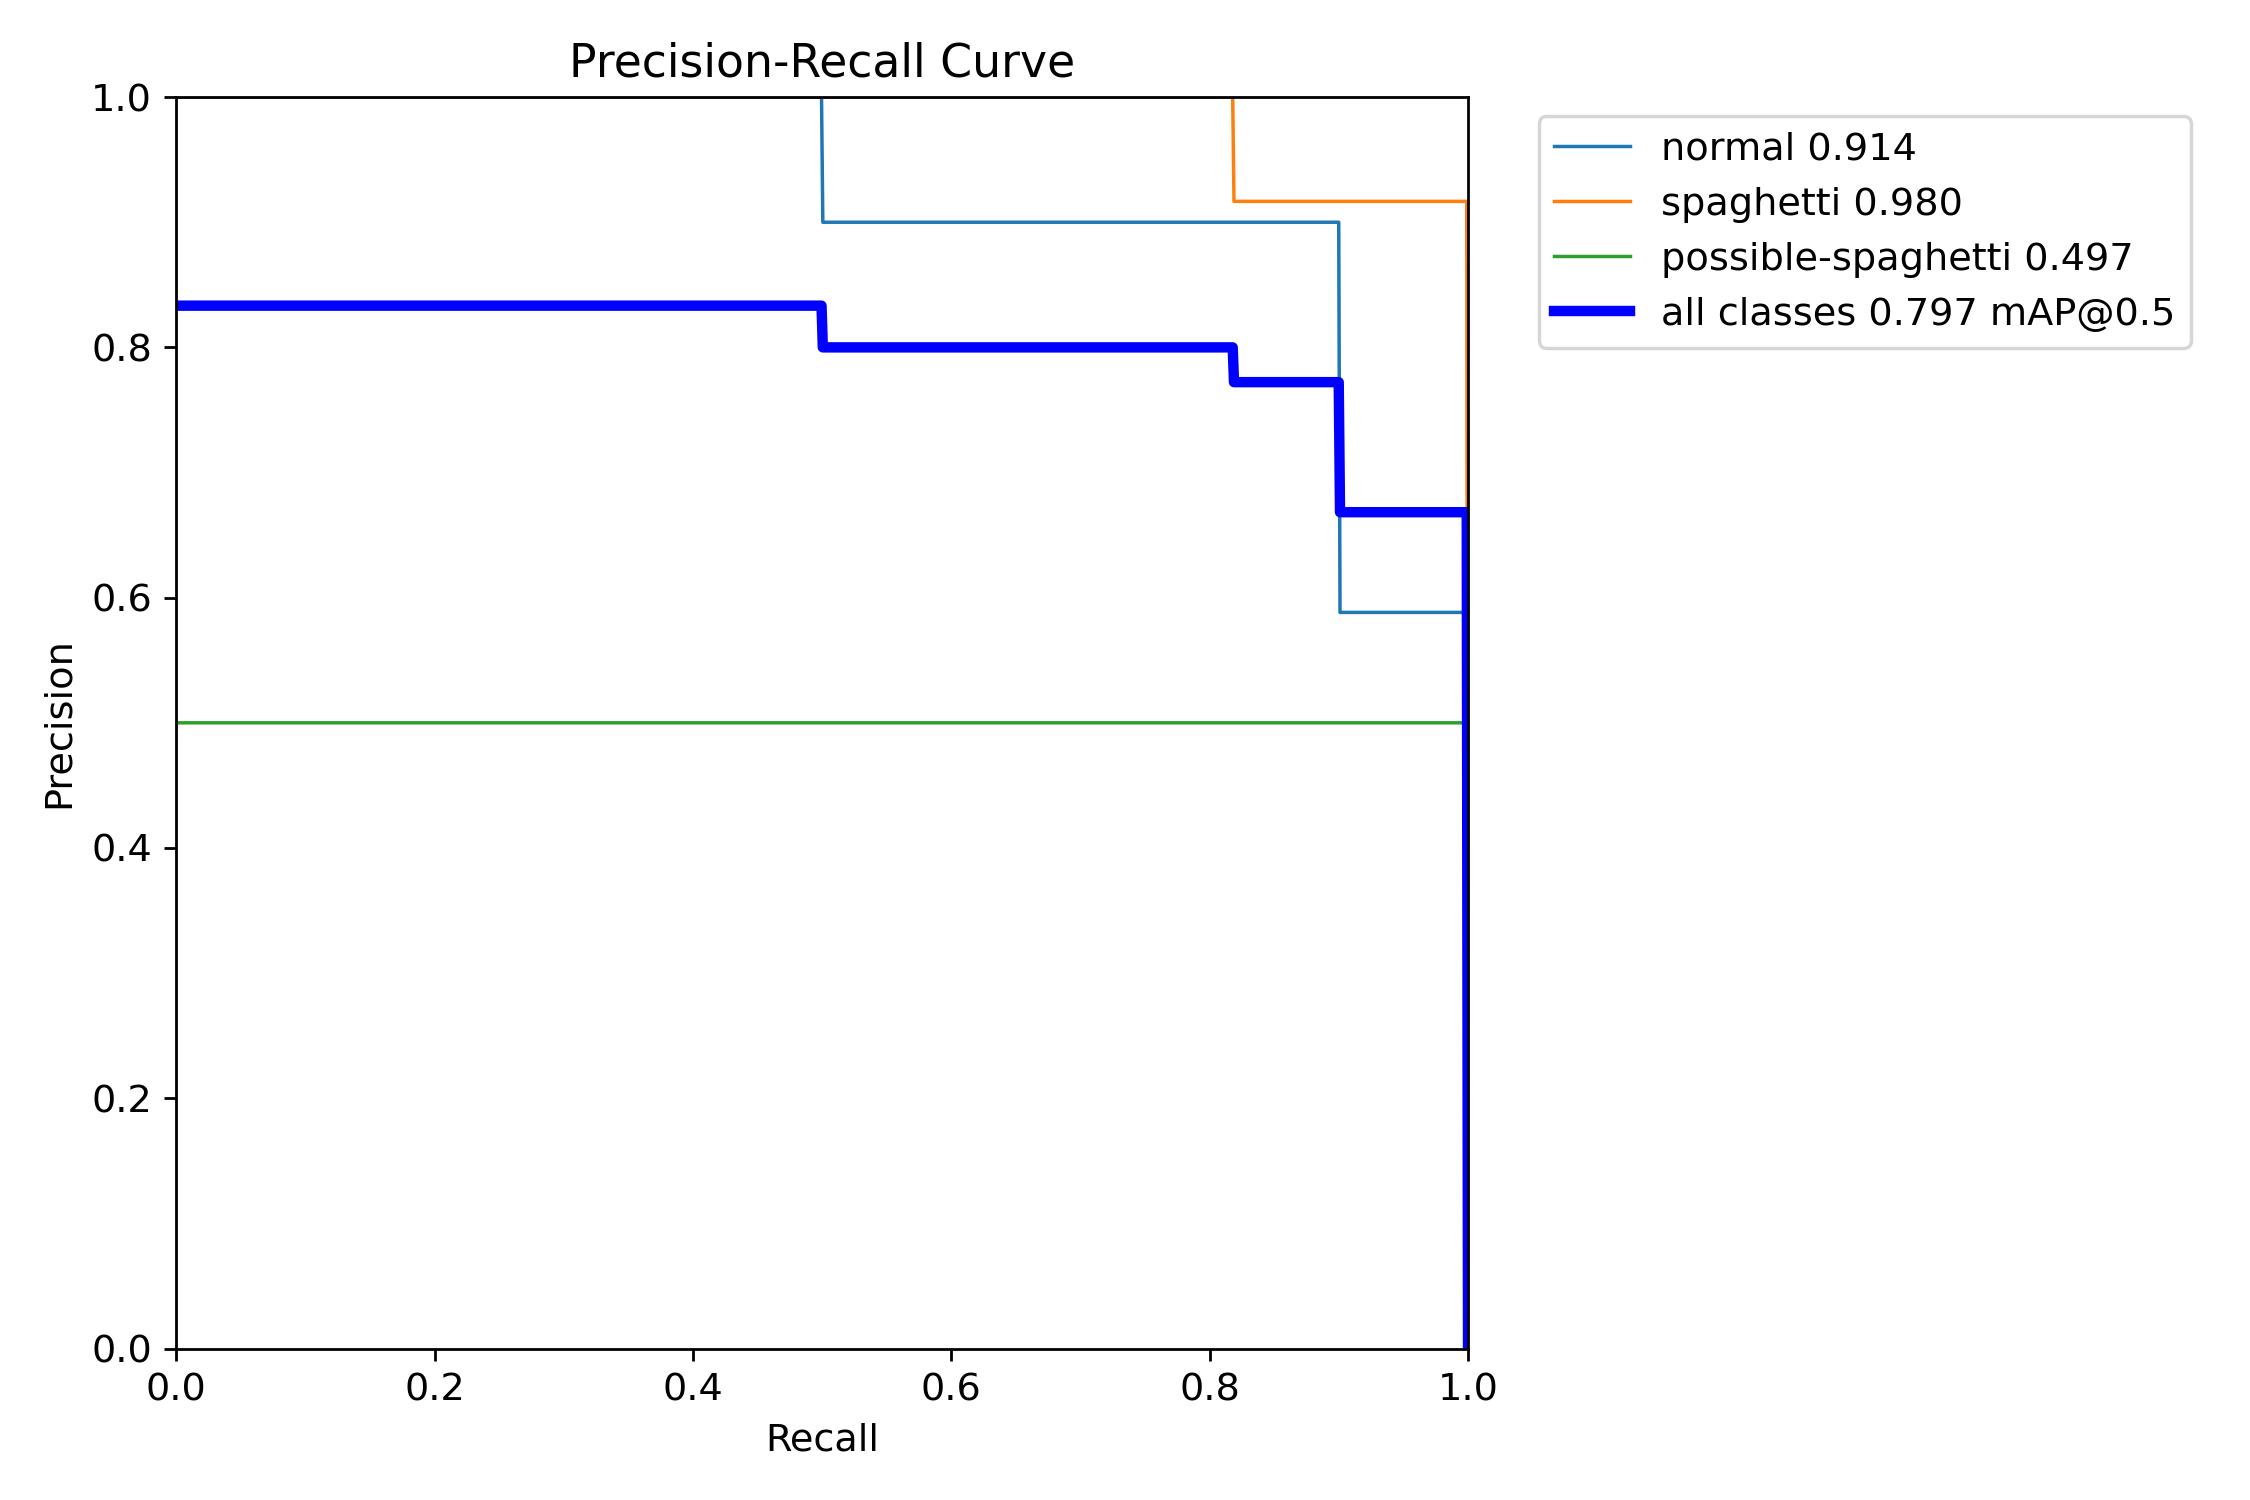 Precision-Recall Curve
1.0
0.8
0.6
0.4
0.2
0.0
Precision
0.0 0.2 0.4 0.6 0.8 1.0
Recall
normal 0.914
spaghetti 0.980
possible-spaghetti 0.497
all classes 0.797 mAP@0.5